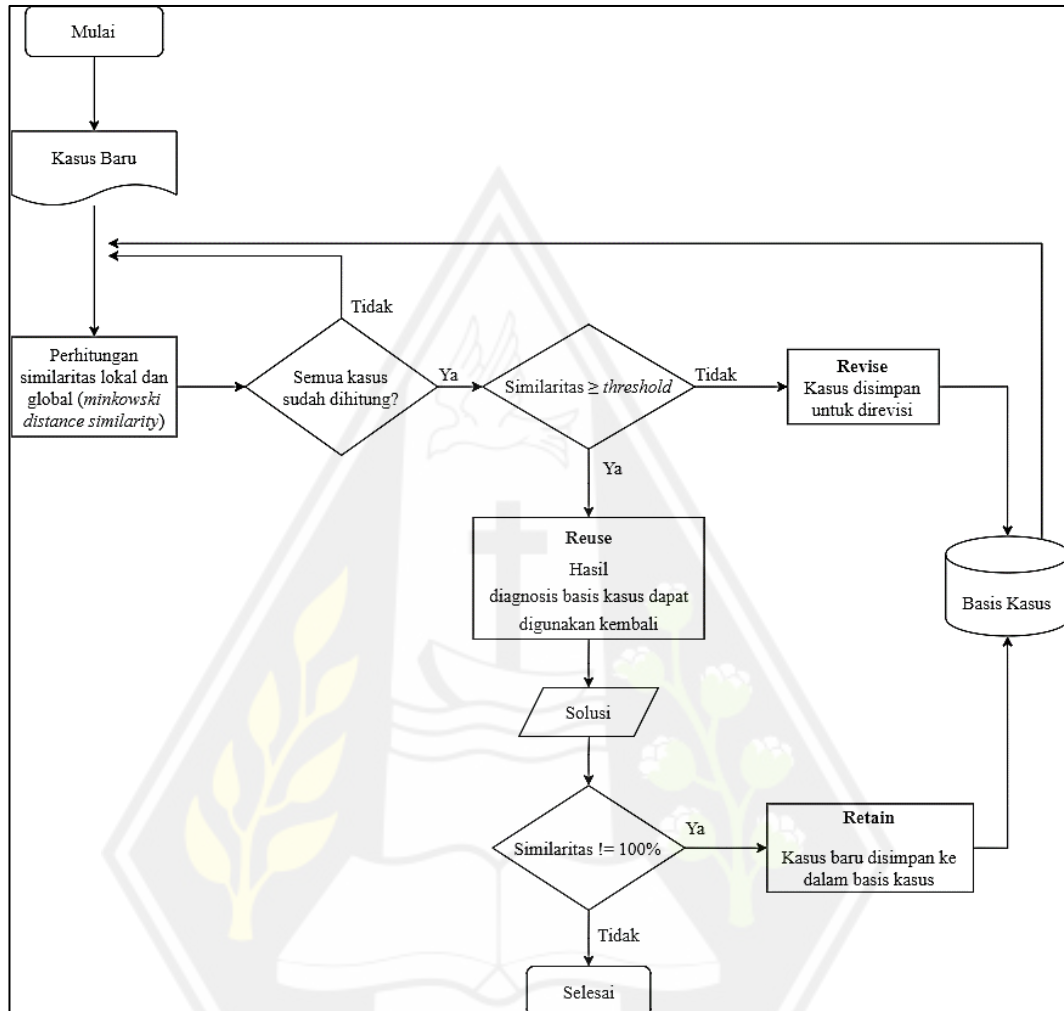 Mulai
Kasus Baru
Tidak
Perhitungan
similaritas lokal dan
global (minkowski
distance similarity)
Semua kasus
sudah dihitung?
Ya
Similaritas ≥ threshold
Tidak
Revise
Kasus disimpan
untuk direvisi
Ya
Reuse
Hasil
diagnosis basis kasus dapat
digunakan kembali
Basis Kasus
Solusi
Similaritas != 100%
Ya
Retain
Kasus baru disimpan ke
dalam basis kasus
Tidak
Selesai